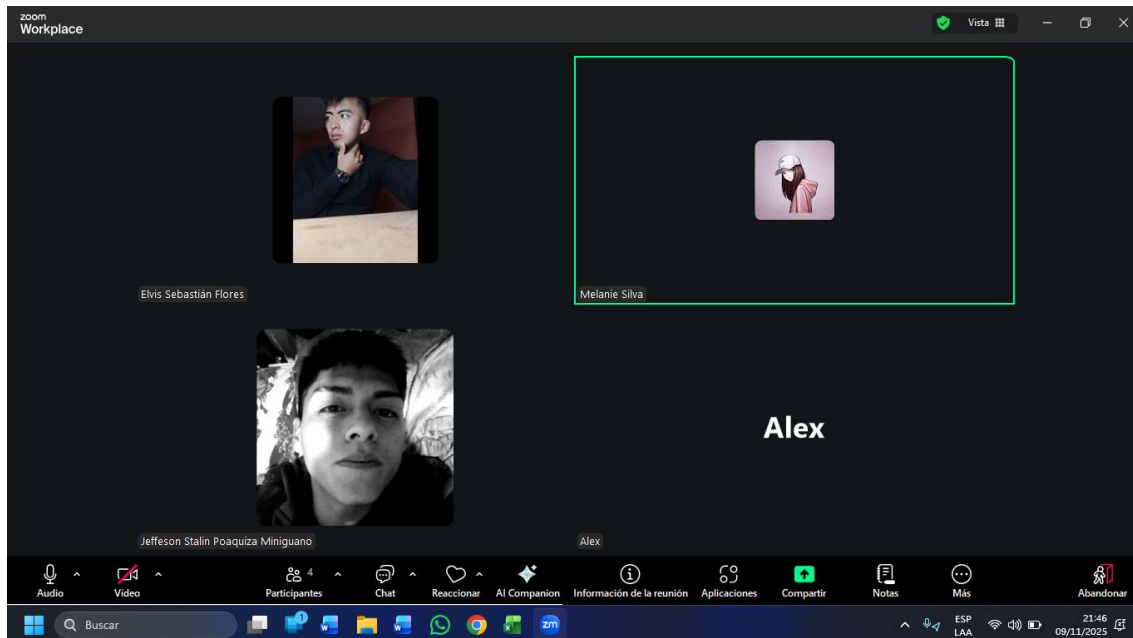 zoom
Workplace
Vista
Elvis Sebastián Flores
Melanie Silva
Alex
Jeffeson Stalin Poaquiza Miniguano
Alex
4
Audio Vídeo Participantes Chat Reaccionar AI Companion Información de la reunión Aplicaciones Compartir Notas Más Abandonar
Buscar
zm
ESP
LAA
21:46
09/11/2025